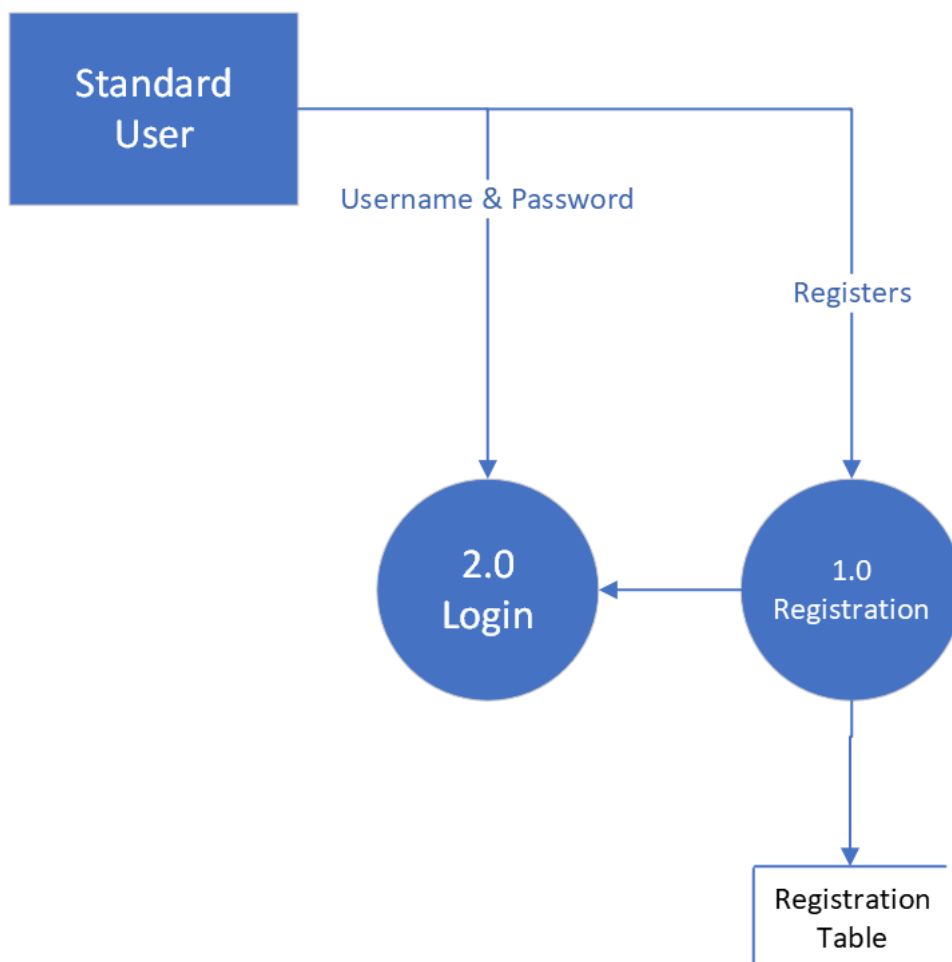 Standard
User
Username & Password
Registers
2.0
Login
1.0
Registration
Registration
Table